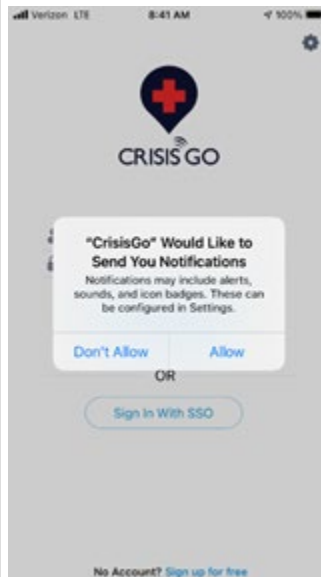 Verizon LTE 8:41 AM 100%
CRISIS GO
"CrisisGo" Would Like to
Send You Notifications
Notifications may include alerts,
sounds, and icon badges. These can
be configured in Settings.
Don't Allow Allow
OR
Sign In With SSO
No Account? Sign up for free